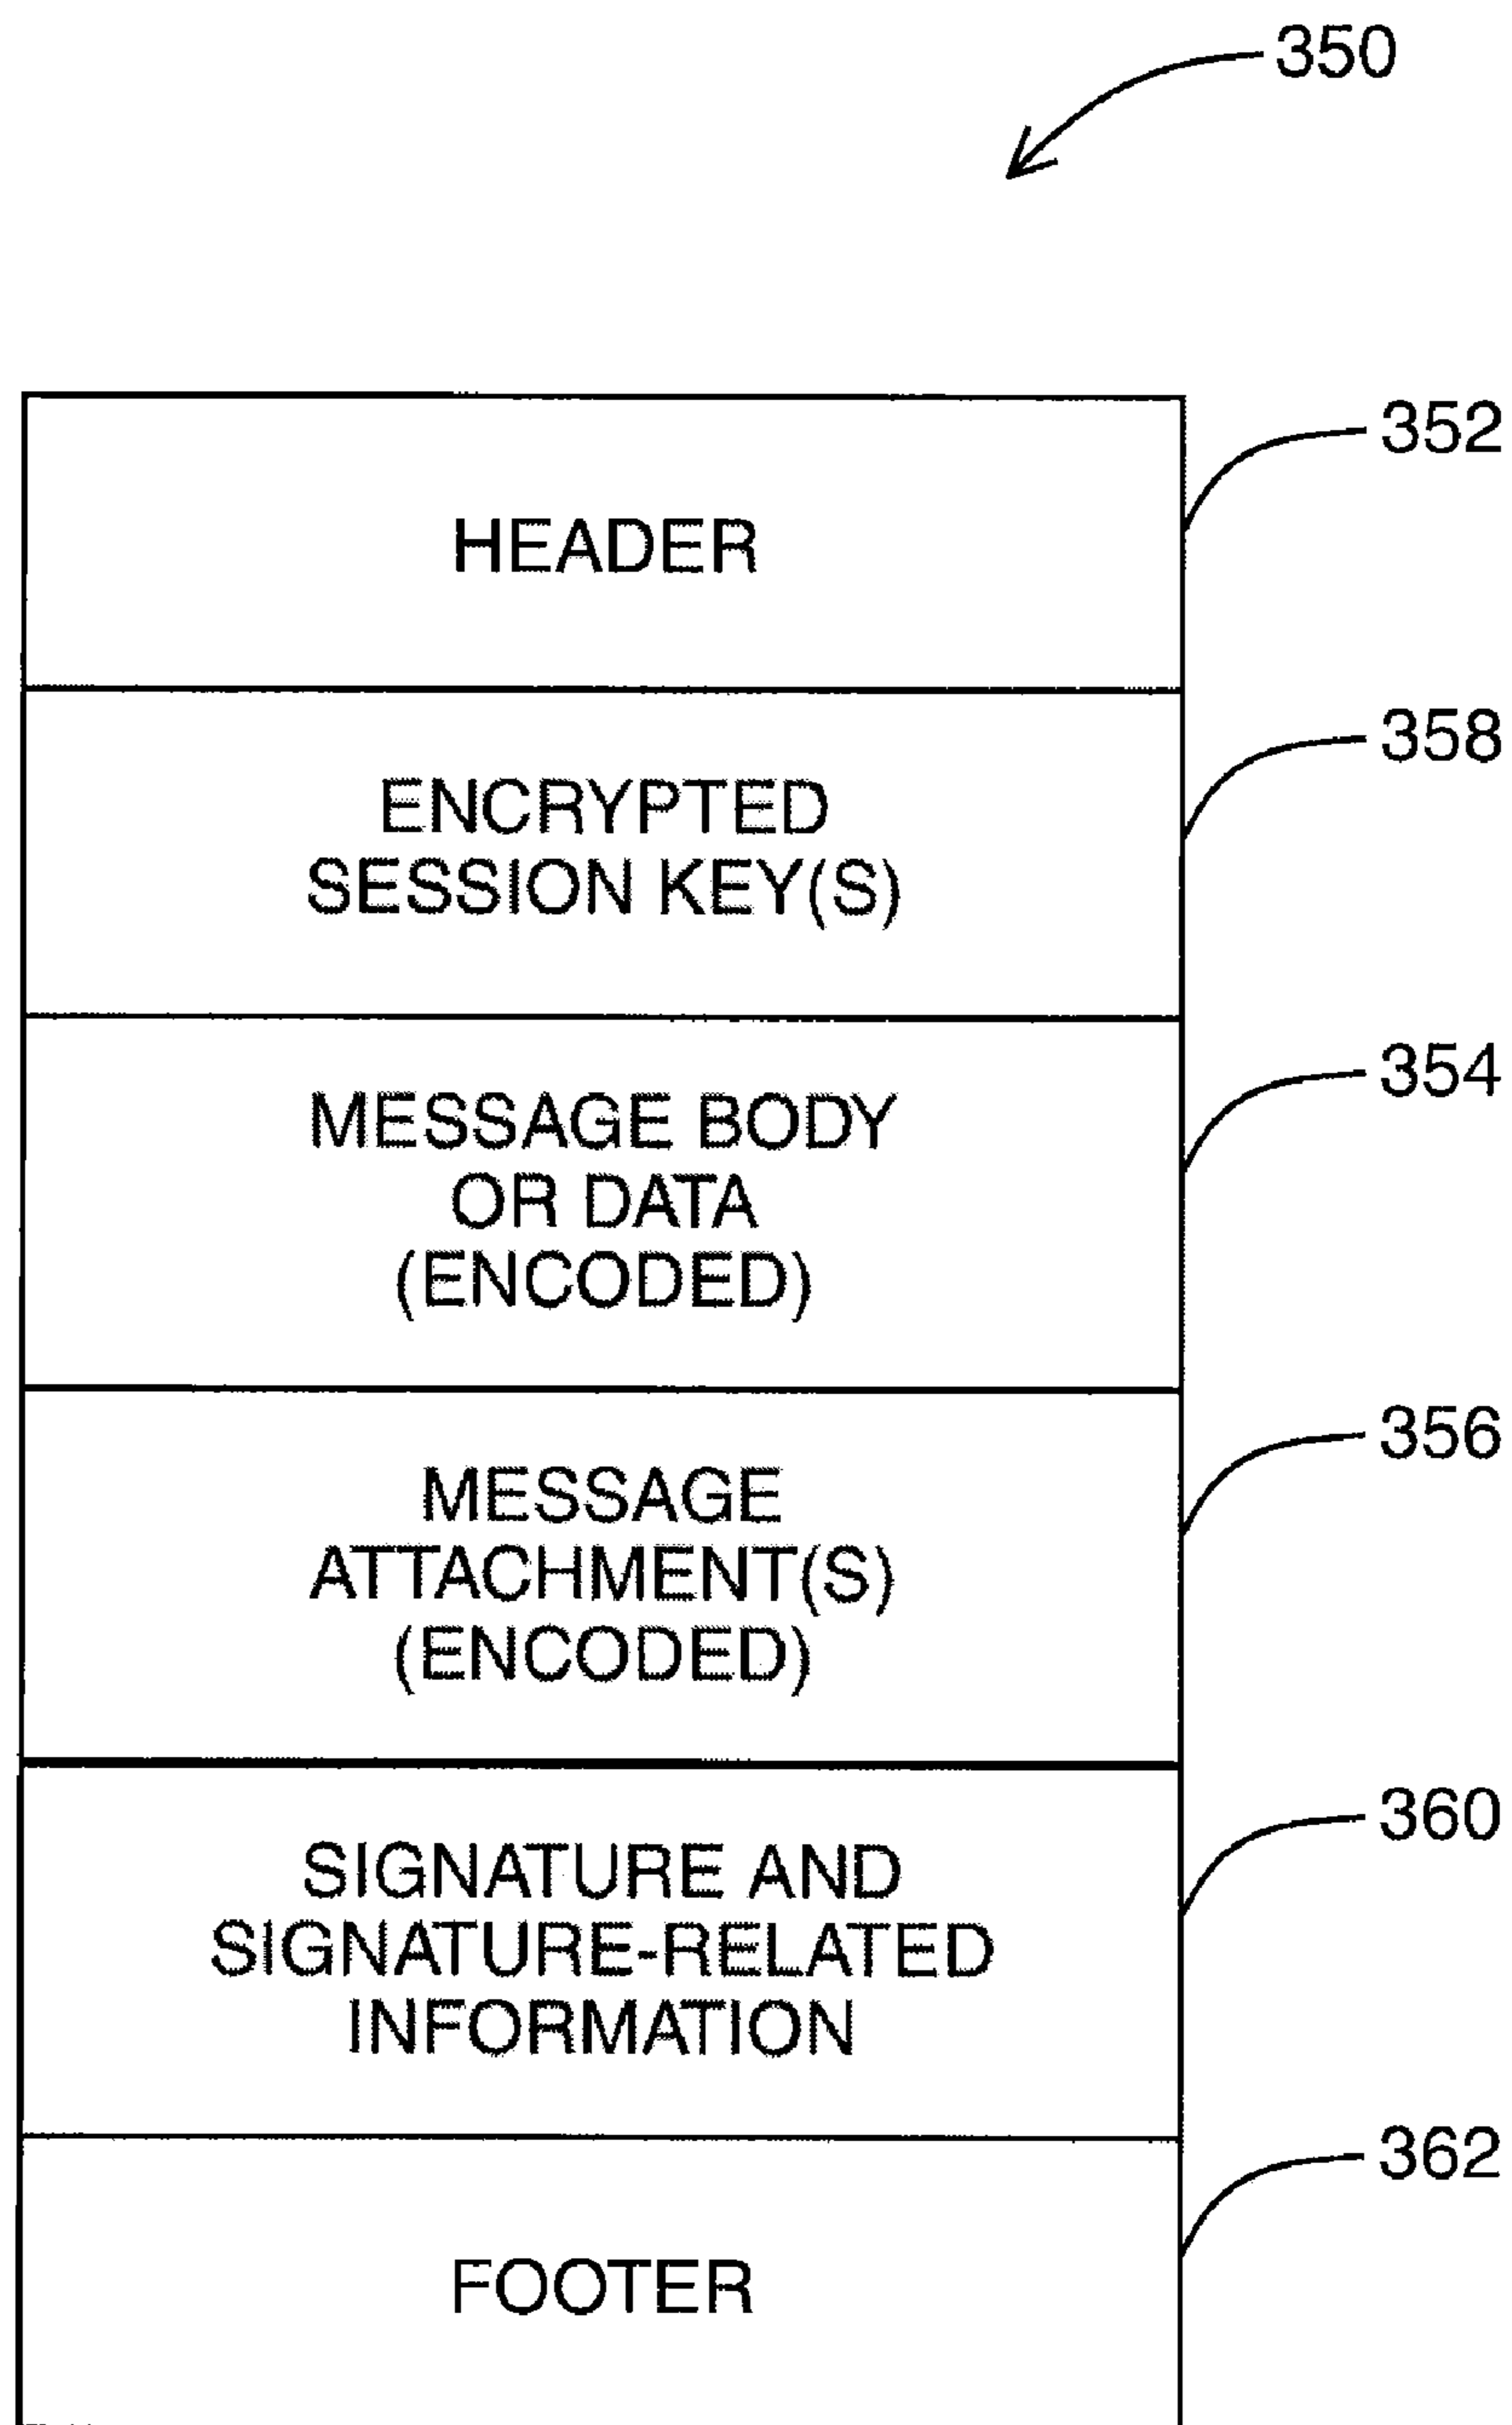 350
352
HEADER
358
ENCRYPTED
SESSION KEY(S)
354
MESSAGE BODY
OR DATA
(ENCODED)
356
MESSAGE
ATTACHMENT(S)
(ENCODED)
360
SIGNATURE AND
SIGNATURE-RELATED
INFORMATION
362
FOOTER